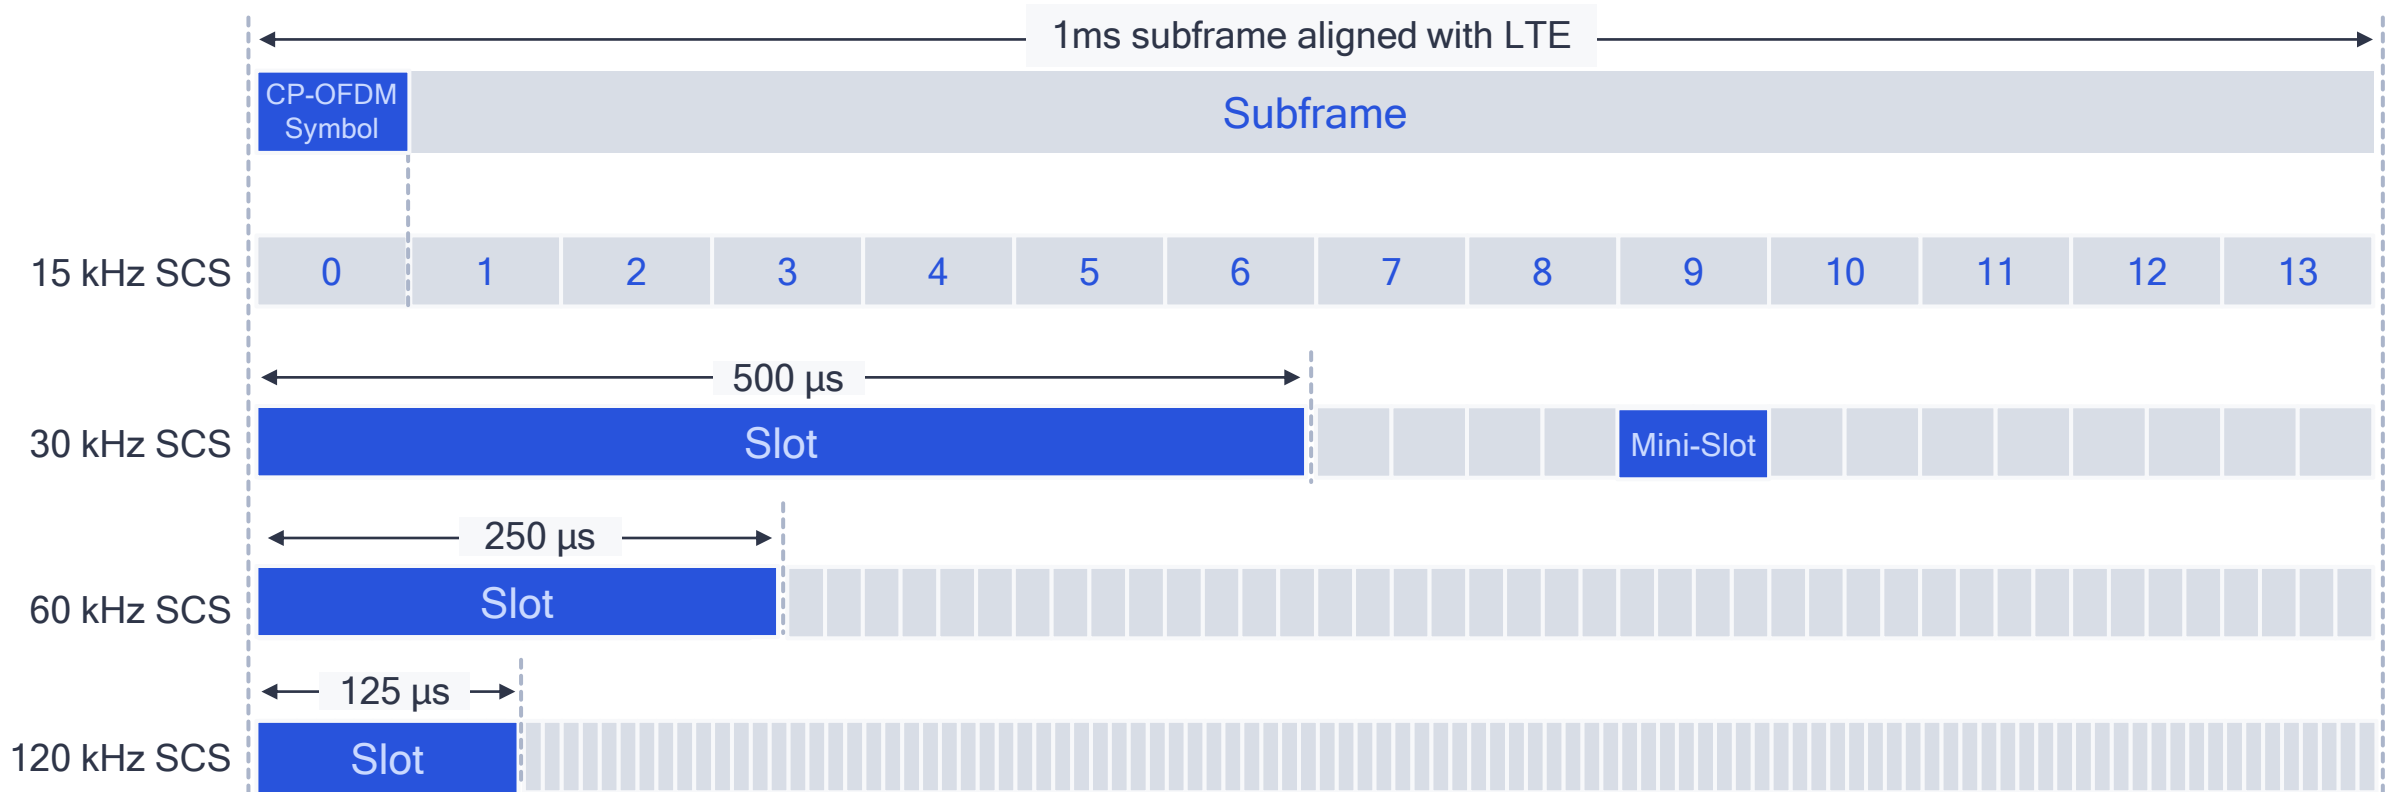 1ms subframe aligned with LTE
CP-OFDM
Symbol
Subframe
15 kHz SCS
0 1 2 3 4 5 6 7 8 9 10 11 12 13
500 µs
30 kHz SCS
Slot
Mini-Slot
250 µs
60 kHz SCS
Slot
125 µs
120 kHz SCS
Slot